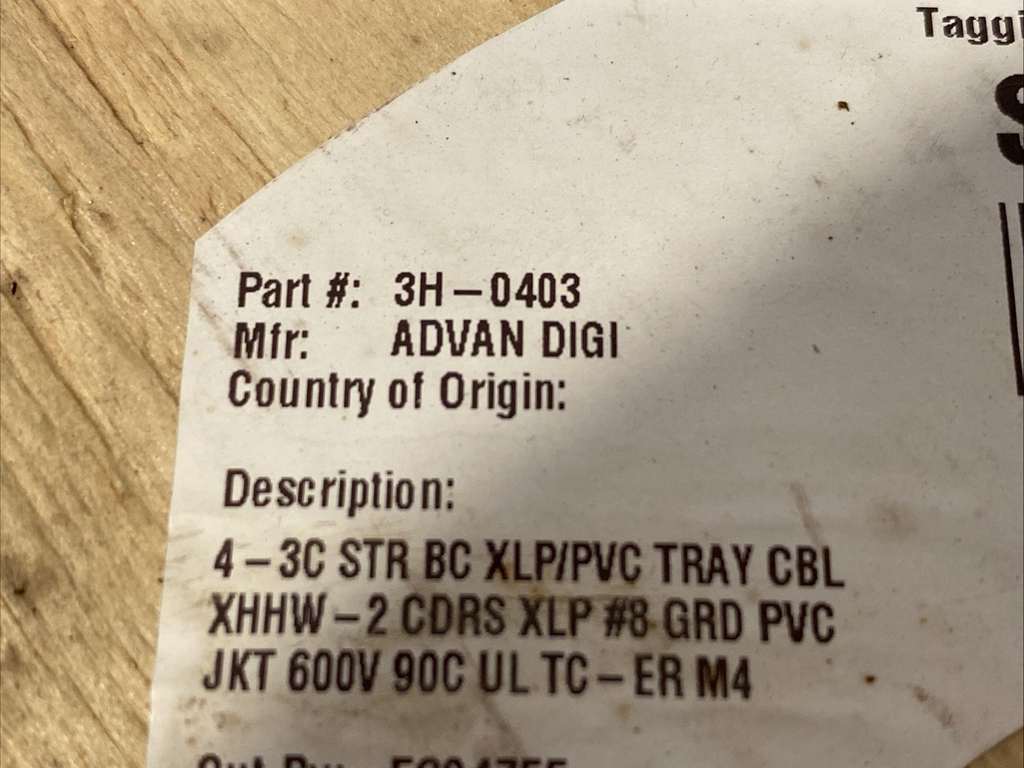 Part #: 3H-0403
Mfr: ADVAN DIGI
Country of Origin:
Description:
4-3C STR BC XLP/PVC TRAY CBL
XHHW-2 CDRS XLP #8 GRD PVC
JKT 600V 90C UL TC-ER M4